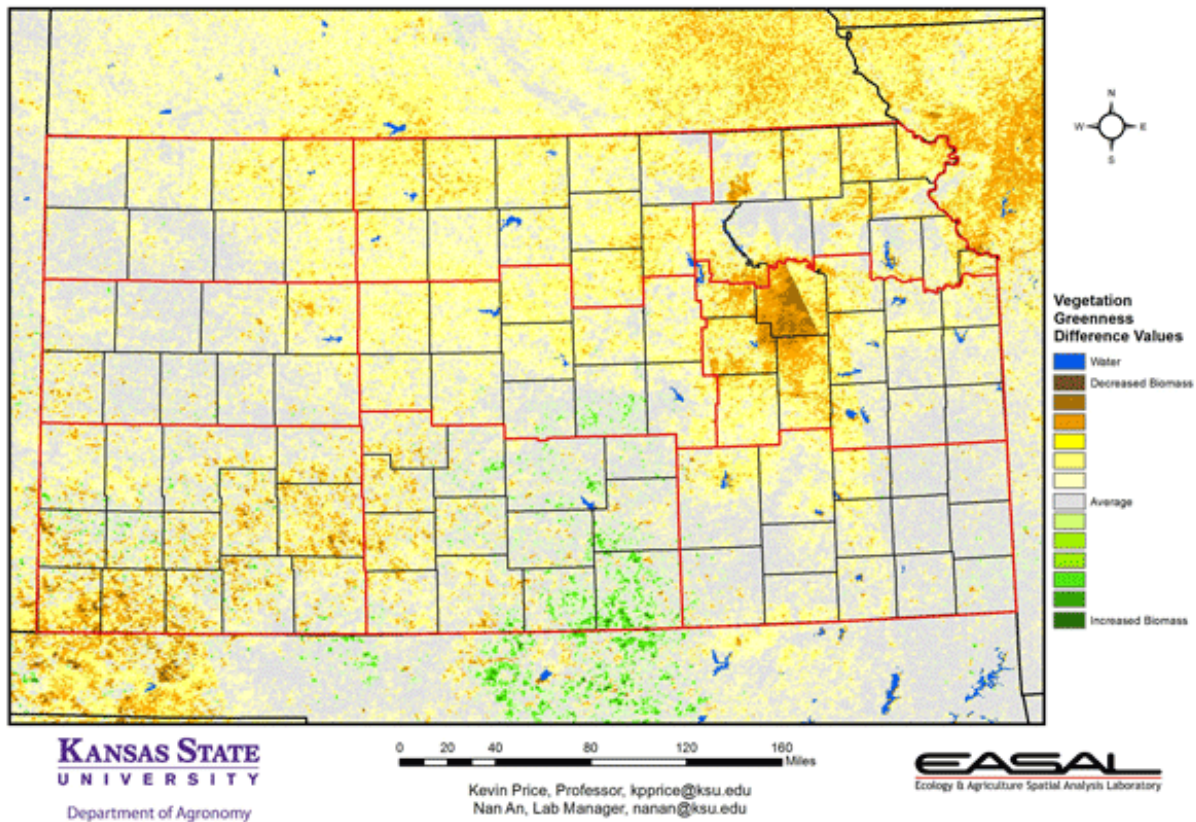 N
W E
S
Vegetation
Greenness
Difference Values
Water
Decreased Biomass
Average
Increased Biomass
KANSAS STATE
UNIVERSITY
Department of Agronomy
0 20 40 80 120 160
Miles
Kevin Price, Professor, kpprice@ksu.edu
Nan An, Lab Manager, nanan@ksu.edu
EASAL
Ecology & Agriculture Spatial Analysis Laboratory